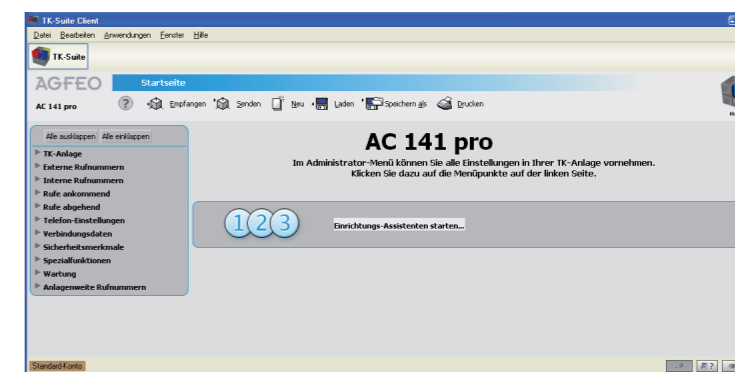 TK-Suite Client
Datei Bearbeiten Anwendungen Fenster Hilfe
TK-Suite
AGFEO Startseite
AC 141 pro ? Empfangen Senden Neu Laden Speichern als Drucken
Alle ausklappen Alle einklappen
TK-Anlage
Externe Rufnummern
Interne Rufnummern
Rufe ankommend
Rufe abgehend
Telefon-Einstellungen
Verbindungsdaten
Sicherheitsmerkmale
Spezialfunktionen
Wartung
Anlagenweite Rufnummern
AC 141 pro
Im Administrator-Menü können Sie alle Einstellungen in Ihrer TK-Anlage vornehmen.
Klicken Sie dazu auf die Menüpunkte auf der linken Seite.
123 Einrichtungs-Assistenten starten...
Standard-Konto